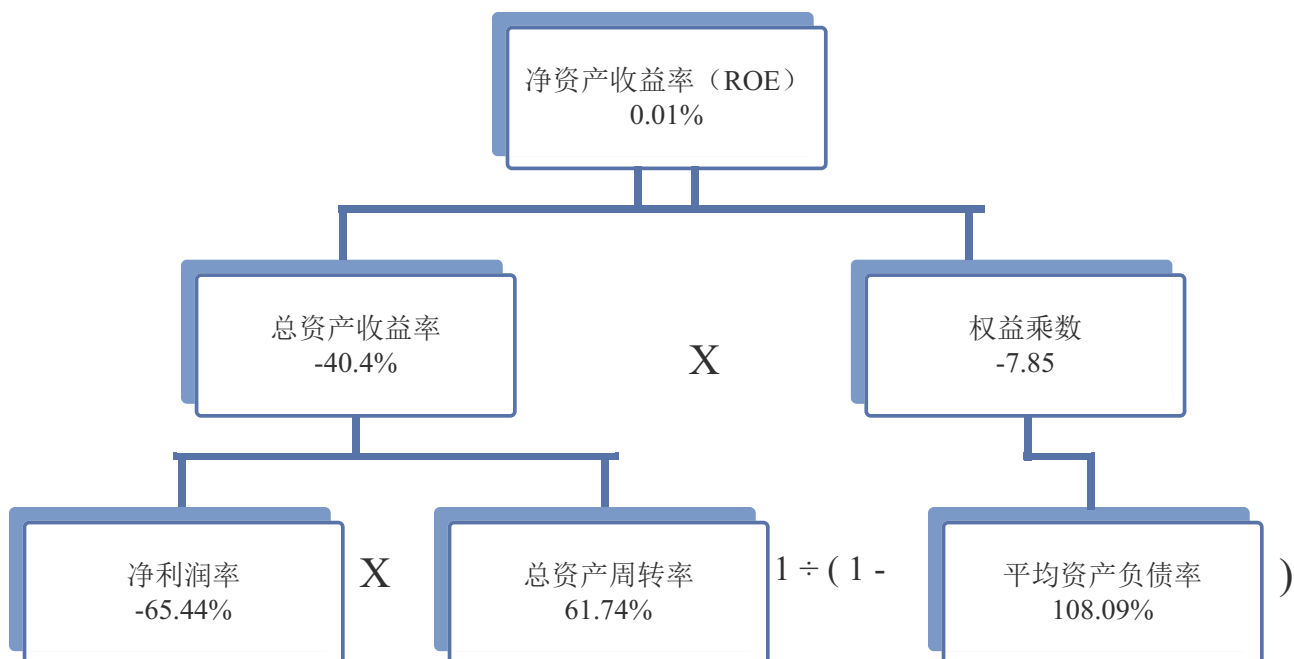 净资产收益率（ROE）
0.01%
总资产收益率
-40.4%
X
权益乘数
-7.85
净利润率
-65.44%
X
总资产周转率
61.74%
1 ÷ ( 1 -
平均资产负债率
108.09%
)